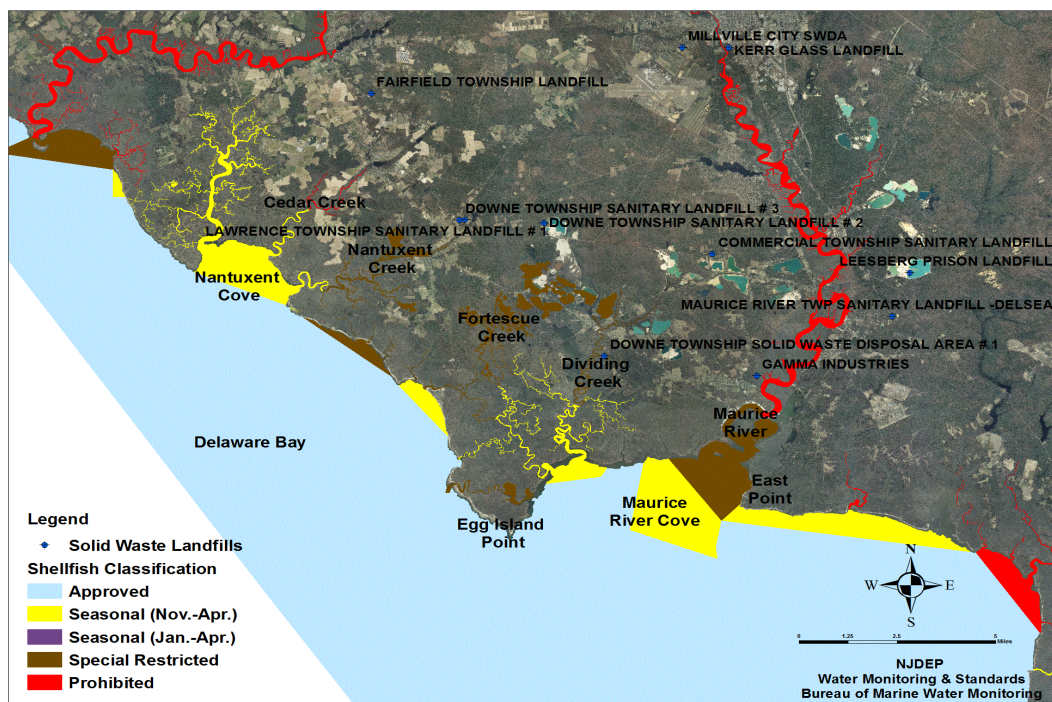 MILLVILLE CITY SWDA
KERR GLASS LANDFILL
FAIRFIELD TOWNSHIP LANDFILL
Cedar Creek
DOWNE TOWNSHIP SANITARY LANDFILL # 3
DOWNE TOWNSHIP SANITARY LANDFILL # 2
LAWRENCE TOWNSHIP SANITARY LANDFILL # 1
COMMERCIAL TOWNSHIP SANITARY LANDFILL
Nantuxent
Creek
LEESBERG PRISON LANDFILL
Nantuxent
Cove
MAURICE RIVER TWP SANITARY LANDFILL -DELSEA
Fortescue
Creek
DOWNE TOWNSHIP SOLID WASTE DISPOSAL AREA # 1
Dividing
Creek
GAMMA INDUSTRIES
Maurice
River
Delaware Bay
East
Point
Maurice
River Cove
Egg Island
Point
Legend
Solid Waste Landfills
Shellfish Classification
Approved
Seasonal (Nov.-Apr.)
Seasonal (Jan.-Apr.)
Special Restricted
Prohibited
N
W E
S
0 1.25 2.5 5
Miles
NJDEP
Water Monitoring & Standards
Bureau of Marine Water Monitoring